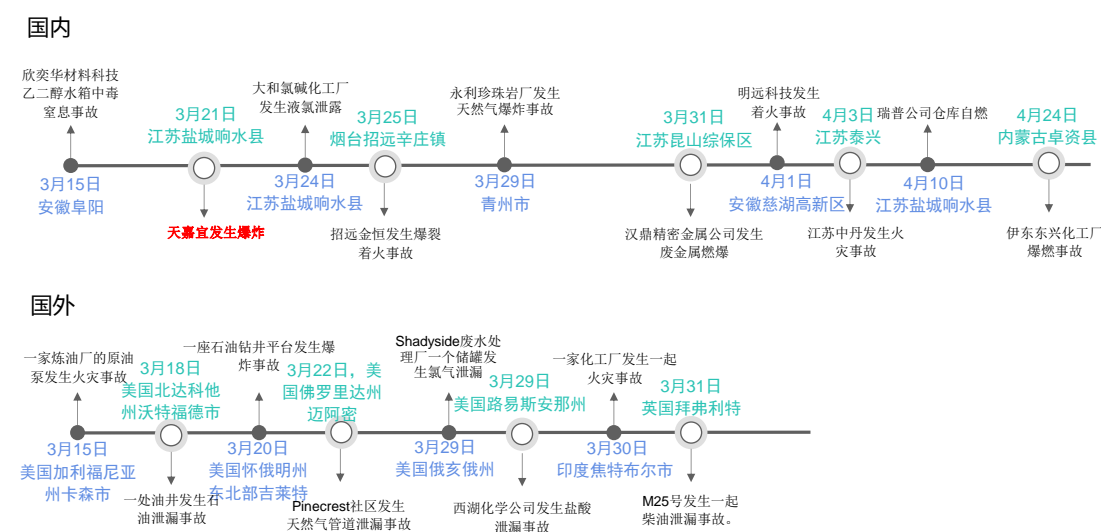 国内
欣奕华材料科技
乙二醇水箱中毒
窒息事故
3月15日
安徽阜阳
3月21日
江苏盐城响水县
天嘉宜发生爆炸
大和氯碱化工厂
发生液氯泄露
3月24日
江苏盐城响水县
3月25日
烟台招远辛庄镇
招远金恒发生爆裂
着火事故
永利珍珠岩厂发生
天然气爆炸事故
3月29日
青州市
3月31日
江苏昆山综保区
汉鼎精密金属公司发生
废金属燃爆
明远科技发生
着火事故
4月1日
安徽慈湖高新区
4月3日
江苏泰兴
江苏中丹发生火
灾事故
瑞普公司仓库自燃
4月10日
江苏盐城响水县
4月24日
内蒙古卓资县
伊东东兴化工厂
爆燃事故
国外
一家炼油厂的原油
泵发生火灾事故
3月15日
美国加利福尼亚
州卡森市
3月18日
美国北达科他
州沃特福德市
一处油井发生石
油泄漏事故
一座石油钻井平台发生爆
炸事故
3月20日
美国怀俄明州
东北部吉莱特
3月22日，美
国佛罗里达州
迈阿密
Pinecrest社区发生
天然气管道泄漏事故
Shadyside废水处
理厂一个储罐发
生氯气泄漏
3月29日
美国俄亥俄州
3月29日
美国路易斯安那州
西湖化学公司发生盐酸
泄漏事故
一家化工厂发生一起
火灾事故
3月30日
印度焦特布尔市
3月31日
英国拜弗利特
M25号发生一起
柴油泄漏事故。